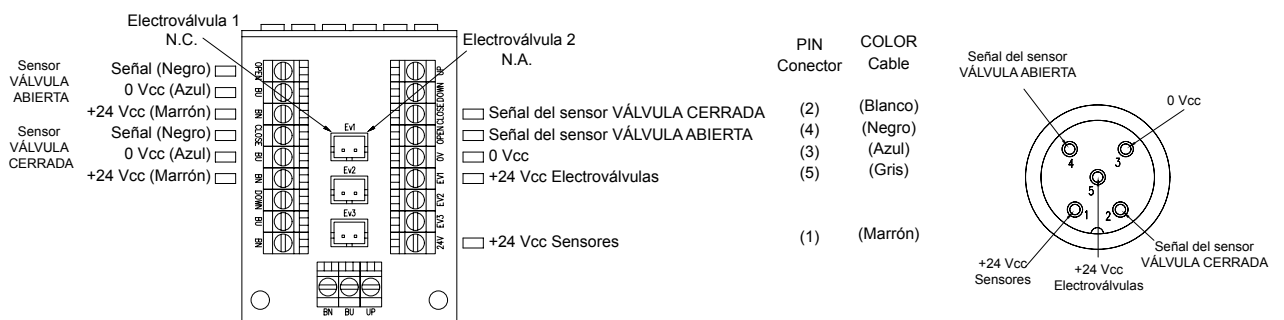 Electroválvula 1
N.C.
Electroválvula 2
N.A.
Sensor
VÁLVULA
ABIERTA
Señal (Negro)
0 Vcc (Azul)
+24 Vcc (Marrón)
Sensor
VÁLVULA
CERRADA
Señal (Negro)
0 Vcc (Azul)
+24 Vcc (Marrón)
OPEN
BU
BN
CLOSE
BU
BN
DOWN
BU
BN
Ev1
Ev2
Ev3
UP
DOWN
CLOSE
OPEN
0V
EV1
EV2
EV3
24V
BN BU UP
PIN COLOR
Conector Cable
Señal del sensor VÁLVULA CERRADA (2) (Blanco)
Señal del sensor VÁLVULA ABIERTA (4) (Negro)
0 Vcc (3) (Azul)
+24 Vcc Electroválvulas (5) (Gris)
+24 Vcc Sensores (1) (Marrón)
Señal del sensor
VÁLVULA ABIERTA
0 Vcc
4 3
5
1 2
+24 Vcc
Sensores
+24 Vcc
Electroválvulas
Señal del sensor
VÁLVULA CERRADA